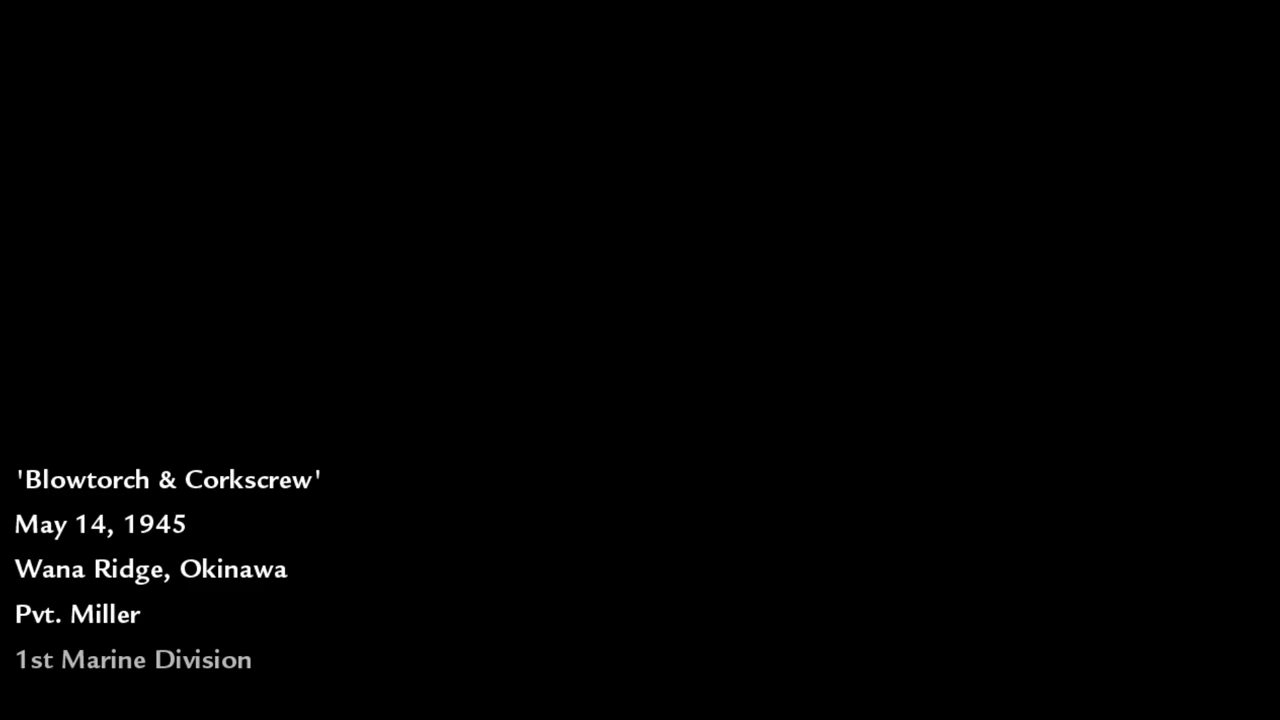 'Blowtorch & Corkscrew'
May 14, 1945
Wana Ridge, Okinawa
Pvt. Miller
1st Marine Division